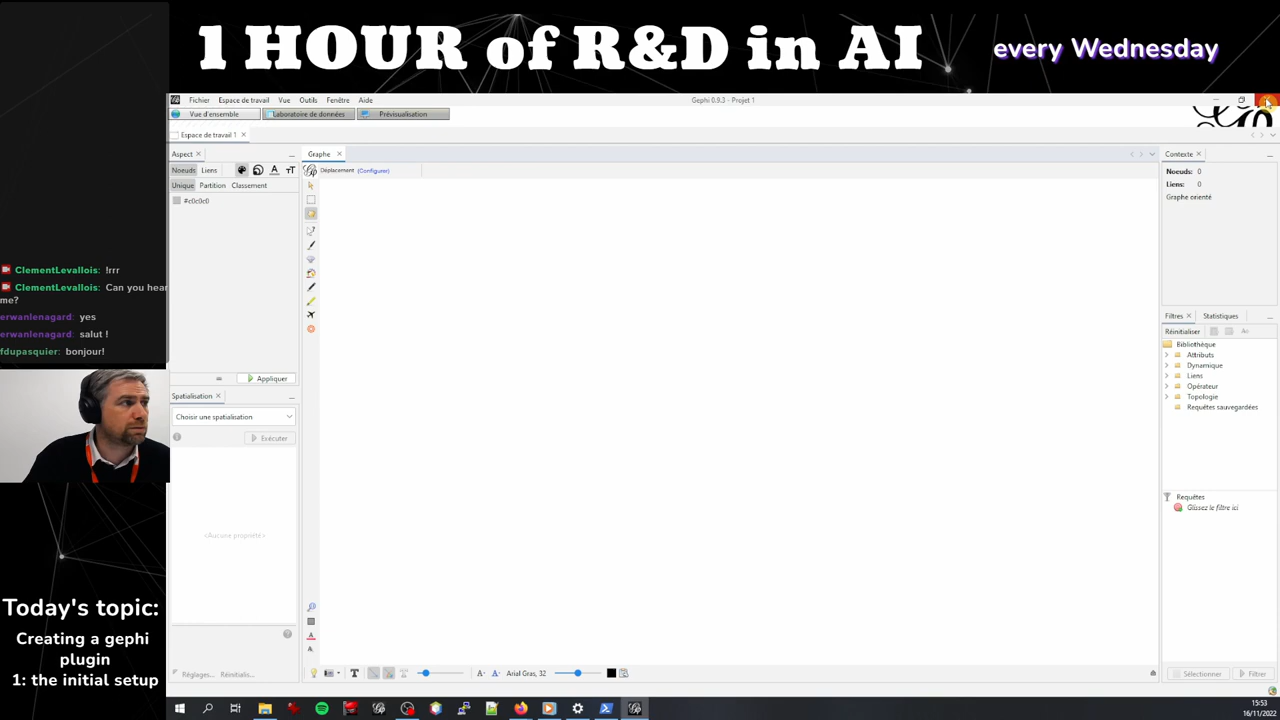 1 HOUR of R&D in AI
every Wednesday
Fichier Espace de travail Vue Outils Fenêtre Aide
Gephi 0.9.3 - Projet 1
Vue d'ensemble Laboratoire de données Prévisualisation
Espace de travail 1
Aspect
Noeuds Liens
Unique Partition Classement
#c0c0c0
Appliquer
Spatialisation
Choisir une spatialisation
Exécuter
<Aucune propriété>
Réglages... Réinitialis...
Graphe
Déplacement (Configurer)
Arial Gras, 32
Contexte
Noeuds: 0
Liens: 0
Graphe orienté
Filtres Statistiques
Réinitialiser
Bibliothèque
Attributs
Dynamique
Liens
Opérateur
Topologie
Requêtes sauvegardées
Requêtes
Glissez le filtre ici
Sélectionner Filtrer
ClementLevallois: !rrr
ClementLevallois: Can you hear
me?
erwanlenagard: yes
erwanlenagard: salut !
fdupasquier: bonjour!
Today's topic:
Creating a gephi
plugin
1: the initial setup
15:53
16/11/2022